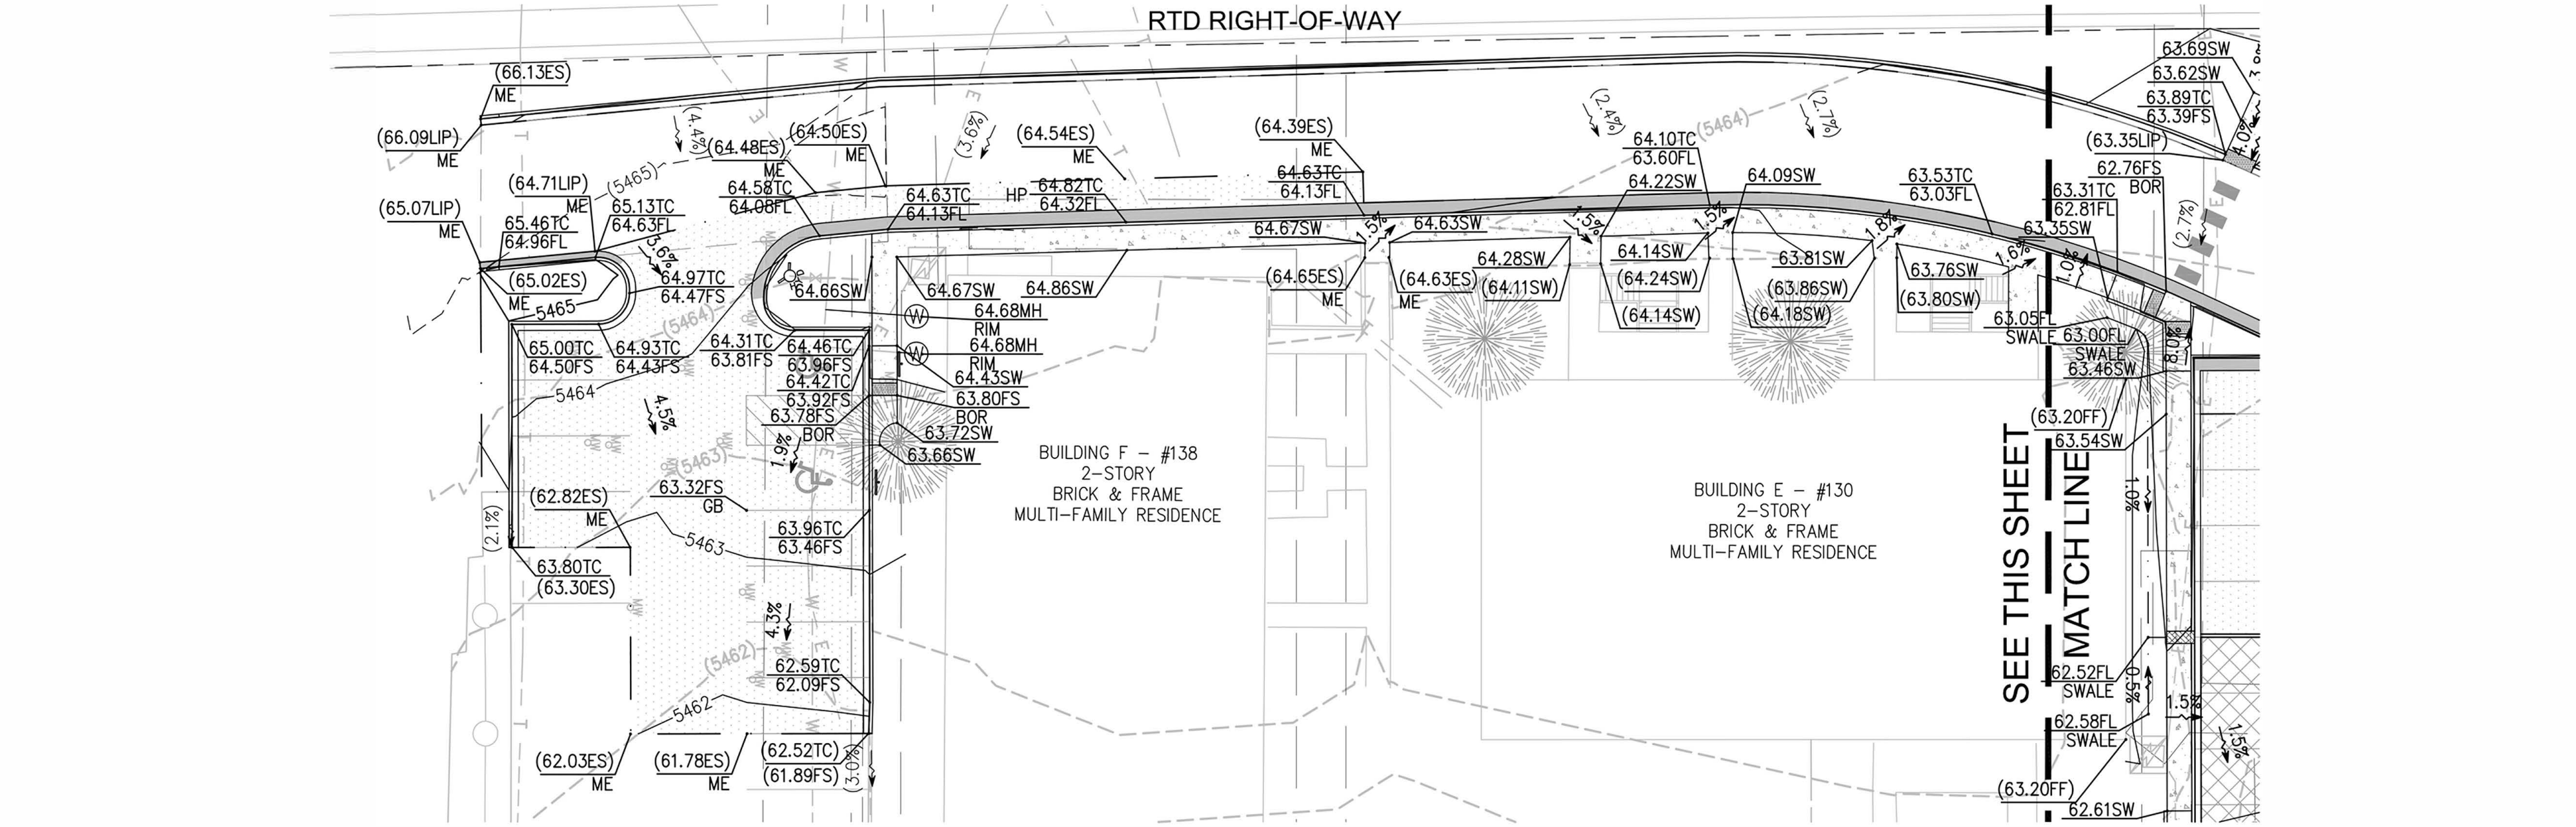 RTD RIGHT-OF-WAY
(66.13ES)
ME
(66.09LIP)
ME
(4.4%)
(64.48ES)
ME
(64.50ES)
ME
(3.6%)
(64.54ES)
ME
(64.39ES)
ME
(2.4%)
64.10TC
63.60FL
(5464)
(2.7%)
63.69SW
63.62SW
63.89TC
63.39FS
(63.35LIP)
4.0%
62.76FS
BOR
(65.07LIP)
ME
(64.71LIP)
ME
(5465)
65.46TC
64.96FL
65.13TC
64.63FL
3.6%
64.58TC
64.08FL
64.63TC
64.13FL
HP
64.82TC
64.32FL
64.63TC
64.13FL
64.22SW
64.09SW
63.53TC
63.03FL
63.31TC
62.81FL
63.35SW
(2.7%)
(65.02ES)
ME
5465
64.97TC
64.47FS
(5464)
64.66SW
64.67SW
64.86SW
64.67SW
1.5%
64.63SW
(64.65ES)
ME
(64.63ES)
ME
1.5%
64.28SW
(64.11SW)
1.5%
64.14SW
(64.24SW)
(64.14SW)
63.81SW
(63.86SW)
(64.18SW)
1.8%
63.76SW
(63.80SW)
1.6%
1.0%
63.05FL
SWALE
63.00FL
SWALE
8.0%
63.46SW
65.00TC
64.50FS
64.93TC
64.43FS
64.31TC
63.81FS
64.46TC
63.96FS
64.42TC
63.92FS
W
64.68MH
RIM
W
64.68MH
RIM
64.43SW
63.80FS
BOR
63.78FS
BOR
63.72SW
63.66SW
5464
4.5%
(5463)
1.9%
(63.20FF)
63.54SW
BUILDING F - #138
2-STORY
BRICK & FRAME
MULTI-FAMILY RESIDENCE
BUILDING E - #130
2-STORY
BRICK & FRAME
MULTI-FAMILY RESIDENCE
SEE THIS SHEET
MATCH LINE
1.0%
(2.1%)
(62.82ES)
ME
63.32FS
GB
63.96TC
63.46FS
5463
63.80TC
(63.30ES)
4.3%
(5462)
62.59TC
62.09FS
5462
(62.03ES)
ME
(61.78ES)
ME
(62.52TC)
(61.89FS)
(3.0%)
62.52FL
SWALE
0.5%
1.5%
62.58FL
SWALE
1.5%
(63.20FF)
62.61SW